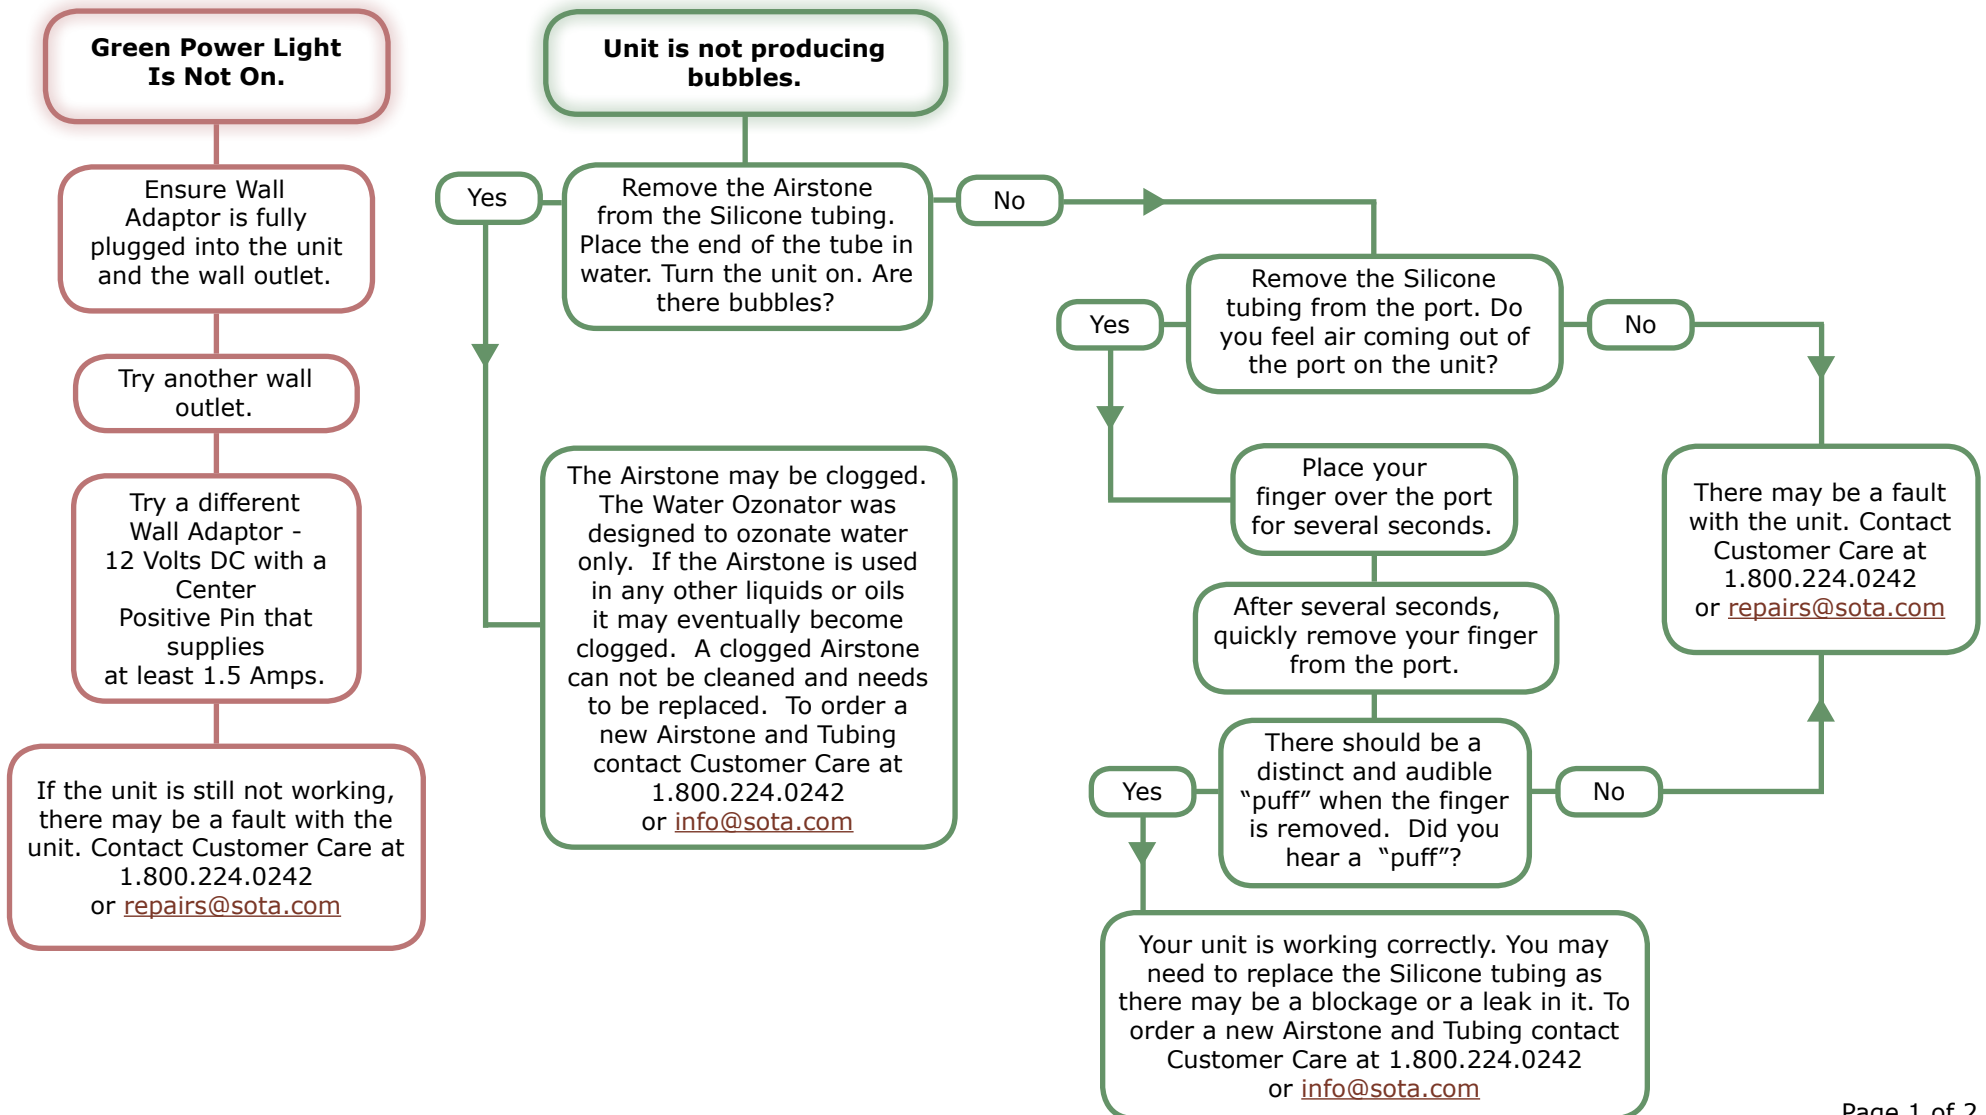 Green Power Light
Is Not On.
Ensure Wall
Adaptor is fully
plugged into the unit
and the wall outlet.
Try another wall
outlet.
Try a different
Wall Adaptor -
12 Volts DC with a
Center
Positive Pin that
supplies
at least 1.5 Amps.
If the unit is still not working,
there may be a fault with the
unit. Contact Customer Care at
1.800.224.0242
or repairs@sota.com
Unit is not producing
bubbles.
Remove the Airstone
from the Silicone tubing.
Place the end of the tube in
water. Turn the unit on. Are
there bubbles?
Yes
The Airstone may be clogged.
The Water Ozonator was
designed to ozonate water
only.  If the Airstone is used
in any other liquids or oils
it may eventually become
clogged.  A clogged Airstone
can not be cleaned and needs
to be replaced.  To order a
new Airstone and Tubing
contact Customer Care at
1.800.224.0242
or info@sota.com
No
Remove the Silicone
tubing from the port. Do
you feel air coming out of
the port on the unit?
Yes
Place your
finger over the port
for several seconds.
After several seconds,
quickly remove your finger
from the port.
There should be a
distinct and audible
“puff” when the finger
is removed.  Did you
hear a  “puff”?
Yes
Your unit is working correctly. You may
need to replace the Silicone tubing as
there may be a blockage or a leak in it. To
order a new Airstone and Tubing contact
Customer Care at 1.800.224.0242
or info@sota.com
No
No
There may be a fault
with the unit. Contact
Customer Care at
1.800.224.0242
or repairs@sota.com
Page 1 of 2